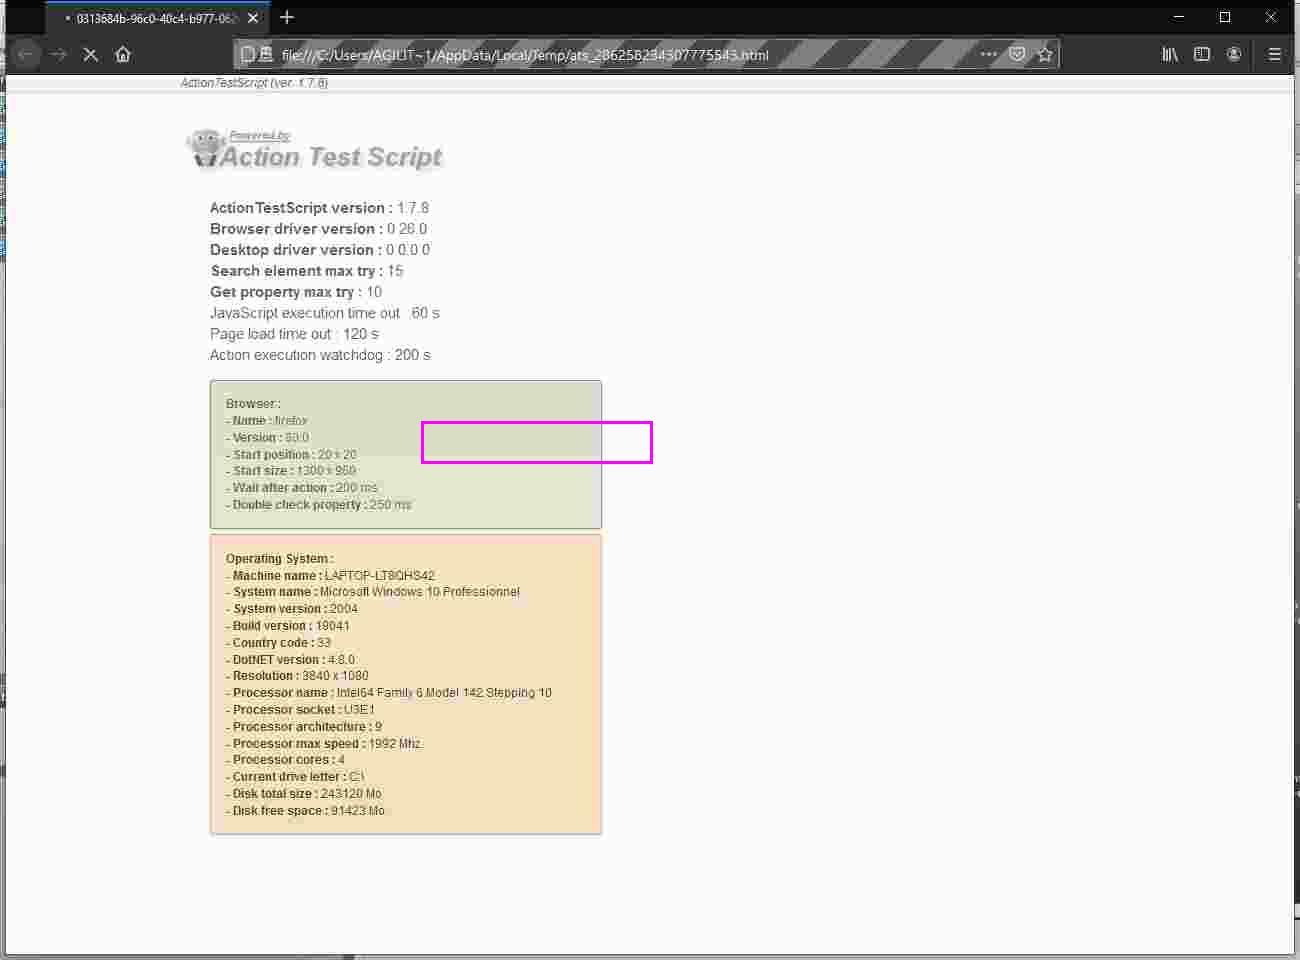 0313684b-96c0-40c4-b977-06
file:///C:/Users/AGILIT~1/AppData/Local/Temp/ats_286258234307775543.html
ActionTestScript (ver. 1.7.8)
Powered by
Action Test Script
ActionTestScript version : 1.7.8
Browser driver version : 0.26.0
Desktop driver version : 0.0.0.0
Search element max try : 15
Get property max try : 10
JavaScript execution time out : 60 s
Page load time out : 120 s
Action execution watchdog : 200 s
Browser :
- Name : firefox
- Version : 80.0
- Start position : 20 x 20
- Start size : 1300 x 960
- Wait after action : 200 ms
- Double check property : 250 ms
Operating System :
- Machine name : LAPTOP-LT8QHS42
- System name : Microsoft Windows 10 Professionnel
- System version : 2004
- Build version : 19041
- Country code : 33
- DotNET version : 4.8.0
- Resolution : 3840 x 1080
- Processor name : Intel64 Family 6 Model 142 Stepping 10
- Processor socket : U3E1
- Processor architecture : 9
- Processor max speed : 1992 Mhz
- Processor cores : 4
- Current drive letter : C:\
- Disk total size : 243120 Mo
- Disk free space : 91423 Mo